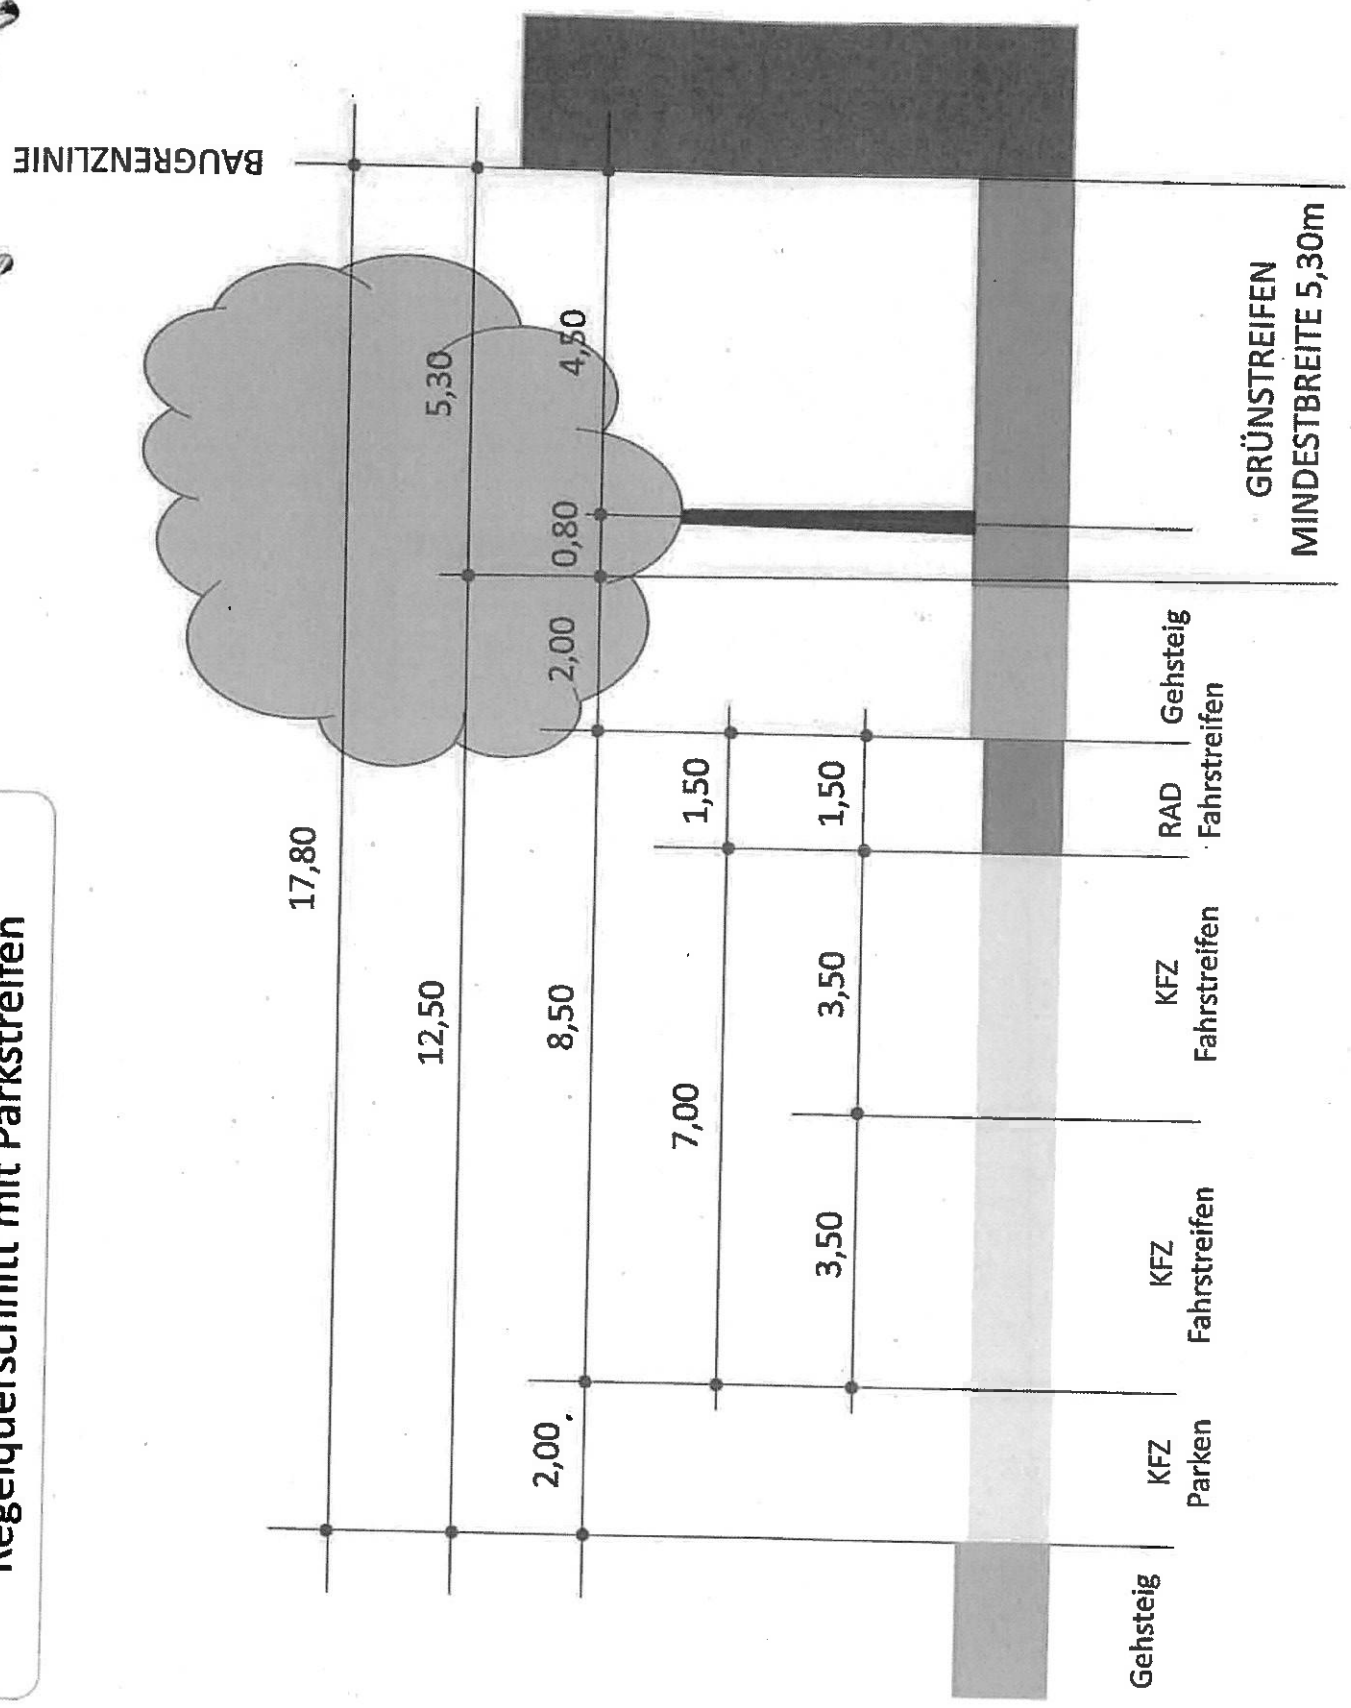 Regelquerschnitt mit Parkstreifen
BAUGRENZLINIE
17,80
12,50
5,30
2,00
8,50
2,00
0,80
4,50
7,00
1,50
3,50
3,50
1,50
Gehsteig
KFZ
Parken
KFZ
Fahrstreifen
KFZ
Fahrstreifen
RAD
Fahrstreifen
Gehsteig
GRÜNSTREIFEN
MINDESTBREITE 5,30m